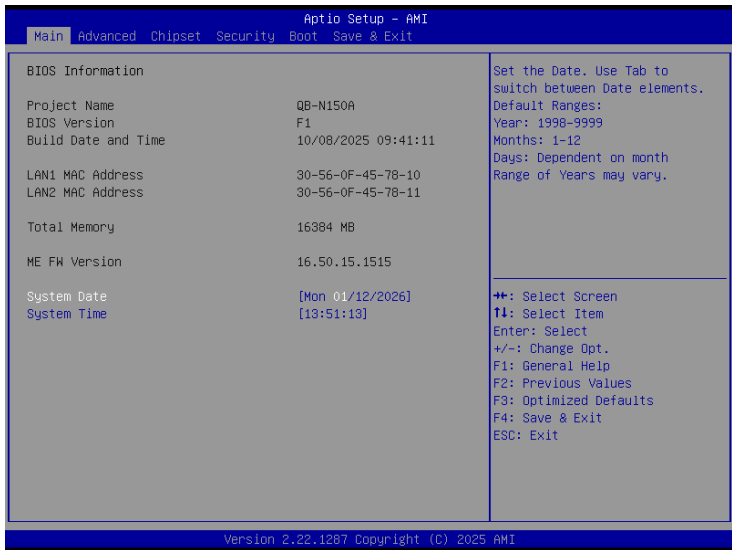 Aptio Setup – AMI
Main Advanced Chipset Security Boot Save & Exit
BIOS Information
Project Name QB-N150A
BIOS Version F1
Build Date and Time 10/08/2025 09:41:11
LAN1 MAC Address 30-56-0F-45-78-10
LAN2 MAC Address 30-56-0F-45-78-11
Total Memory 16384 MB
ME FW Version 16.50.15.1515
System Date [Mon 01/12/2026]
System Time [13:51:13]
Set the Date. Use Tab to
switch between Date elements.
Default Ranges:
Year: 1998-9999
Months: 1-12
Days: Dependent on month
Range of Years may vary.
→←: Select Screen
↑↓: Select Item
Enter: Select
+/-: Change Opt.
F1: General Help
F2: Previous Values
F3: Optimized Defaults
F4: Save & Exit
ESC: Exit
Version 2.22.1287 Copyright (C) 2025 AMI